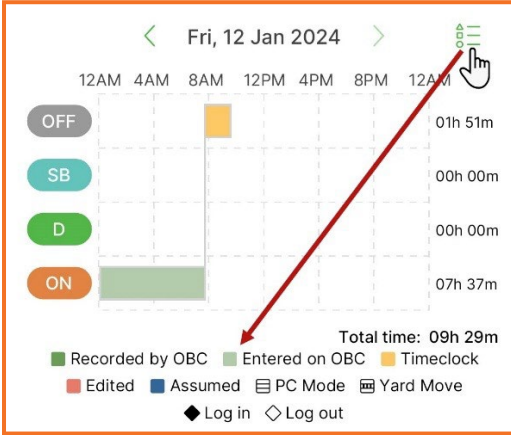 Fri, 12 Jan 2024
12AM 4AM 8AM 12PM 4PM 8PM 12AM
OFF 01h 51m
SB 00h 00m
D 00h 00m
ON 07h 37m
Total time: 09h 29m
Recorded by OBC Entered on OBC Timeclock
Edited Assumed PC Mode Yard Move
Log in Log out